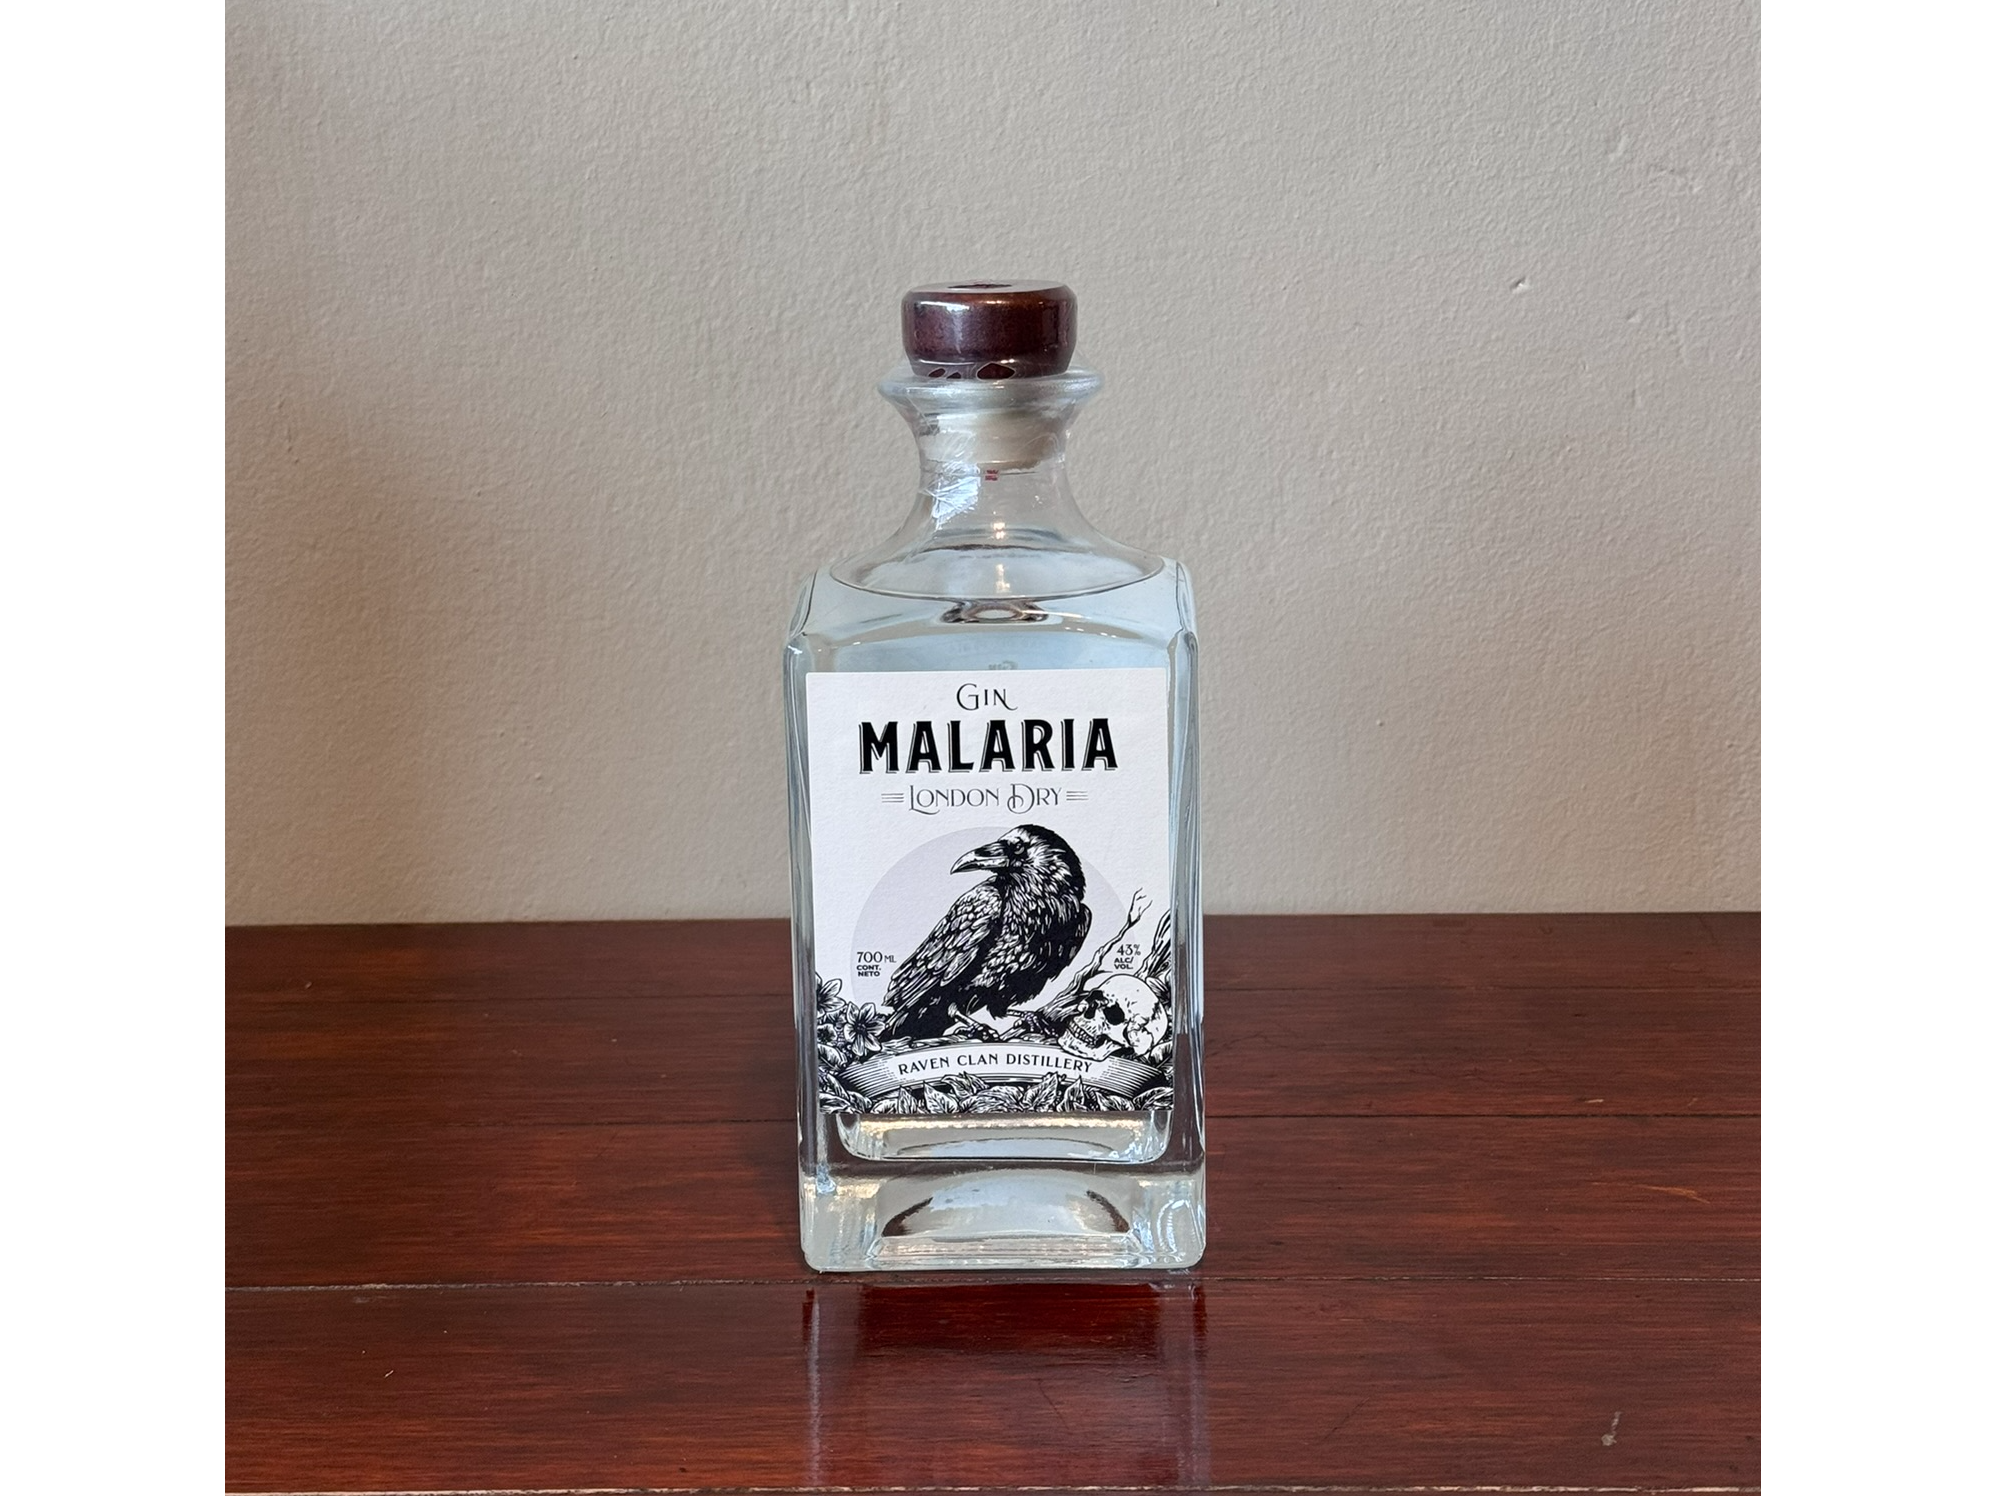 GIN
MALARIA
LONDON DRY
700 ML
CONT.
NETO
43%
ALC/
VOL.
RAVEN CLAN DISTILLERY